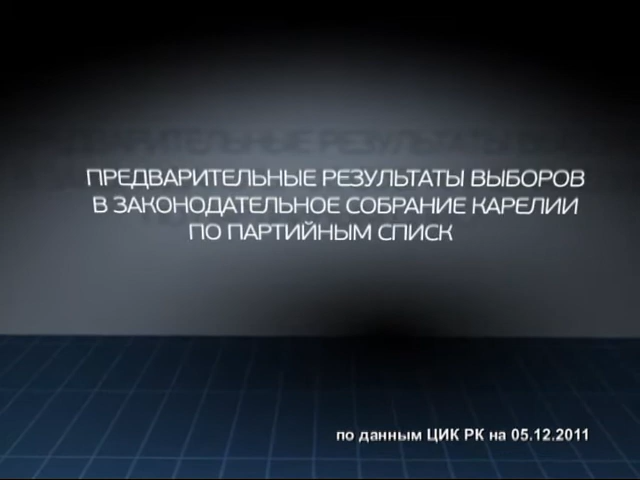 ПРЕДВАРИТЕЛЬНЫЕ РЕЗУЛЬТАТЫ ВЫБОРОВ
В ЗАКОНОДАТЕЛЬНОЕ СОБРАНИЕ КАРЕЛИИ
ПО ПАРТИЙНЫМ СПИСК
по данным ЦИК РК на 05.12.2011